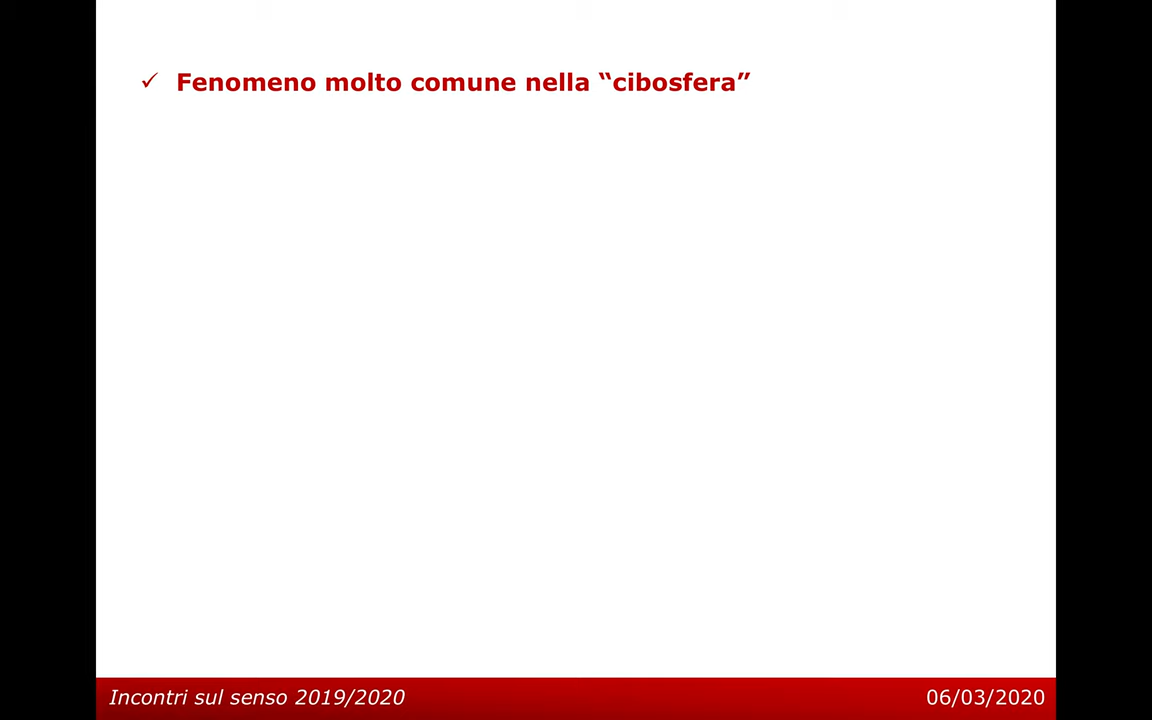 ✓ Fenomeno molto comune nella “cibosfera”
Incontri sul senso 2019/2020
06/03/2020